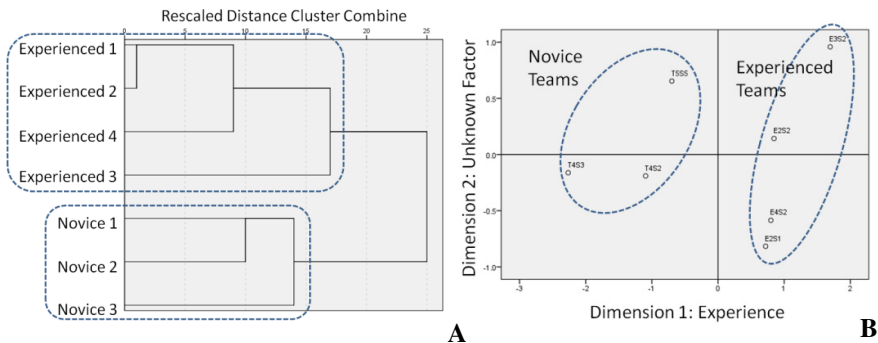 Rescaled Distance Cluster Combine
0 5 10 15 20 25
Experienced 1
Experienced 2
Experienced 4
Experienced 3
Novice 1
Novice 2
Novice 3
A
Dimension 2: Unknown Factor
1.0
0.5
0.0
-0.5
-1.0
Novice
Teams
Experienced
Teams
E3S2
T5S5
E2S2
T4S3
T4S2
E4S2
E2S1
-3 -2 -1 0 1 2
Dimension 1: Experience
B